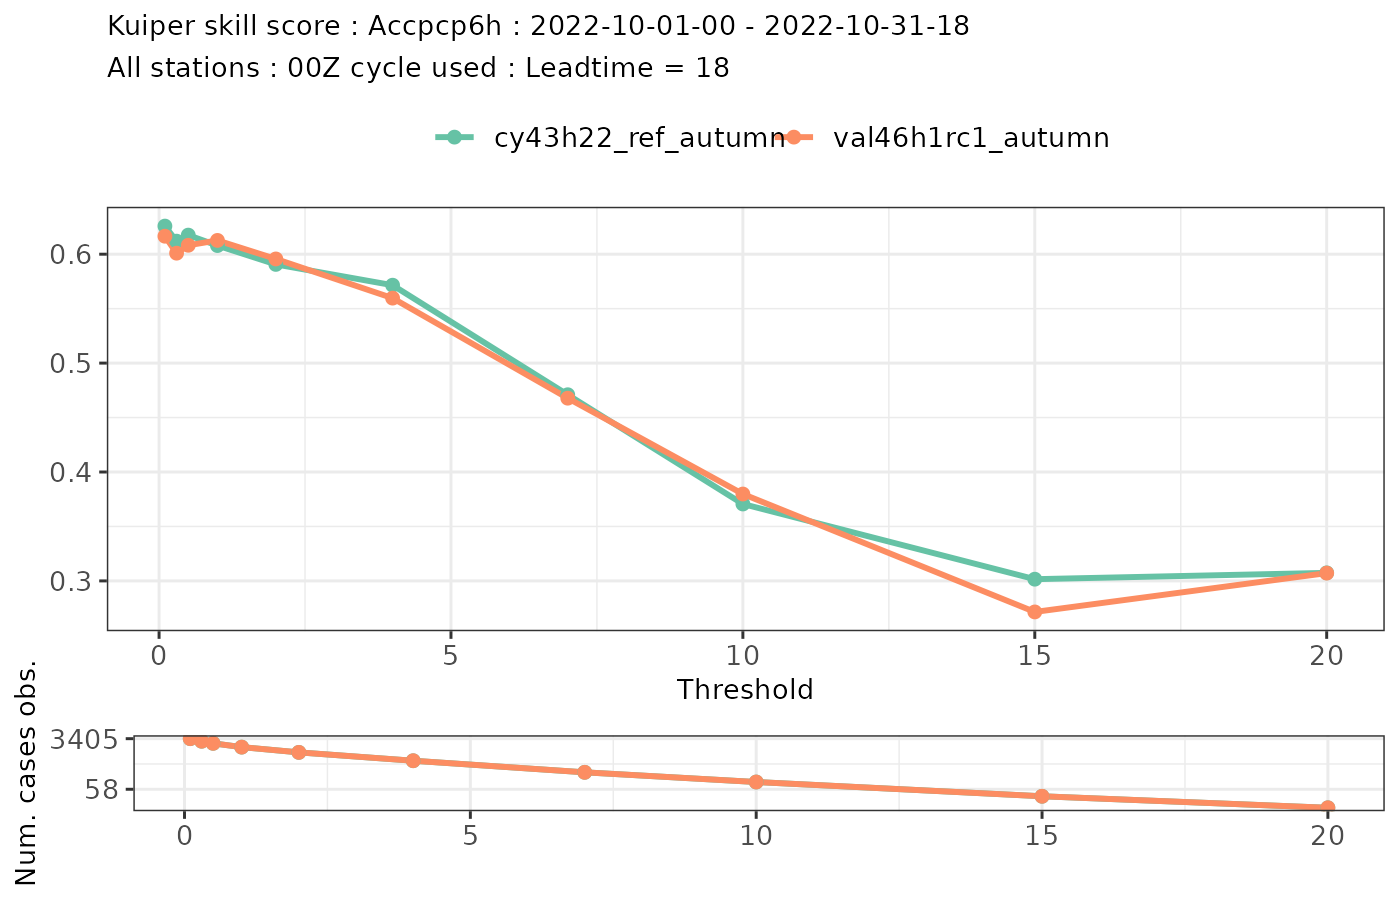 Kuiper skill score : Accpcp6h : 2022-10-01-00 - 2022-10-31-18
All stations : 00Z cycle used : Leadtime = 18
cy43h22_ref_autumn val46h1rc1_autumn
0.6
0.5
0.4
0.3
0 5 10 15 20
Threshold
Num. cases obs.
3405
58
0 5 10 15 20